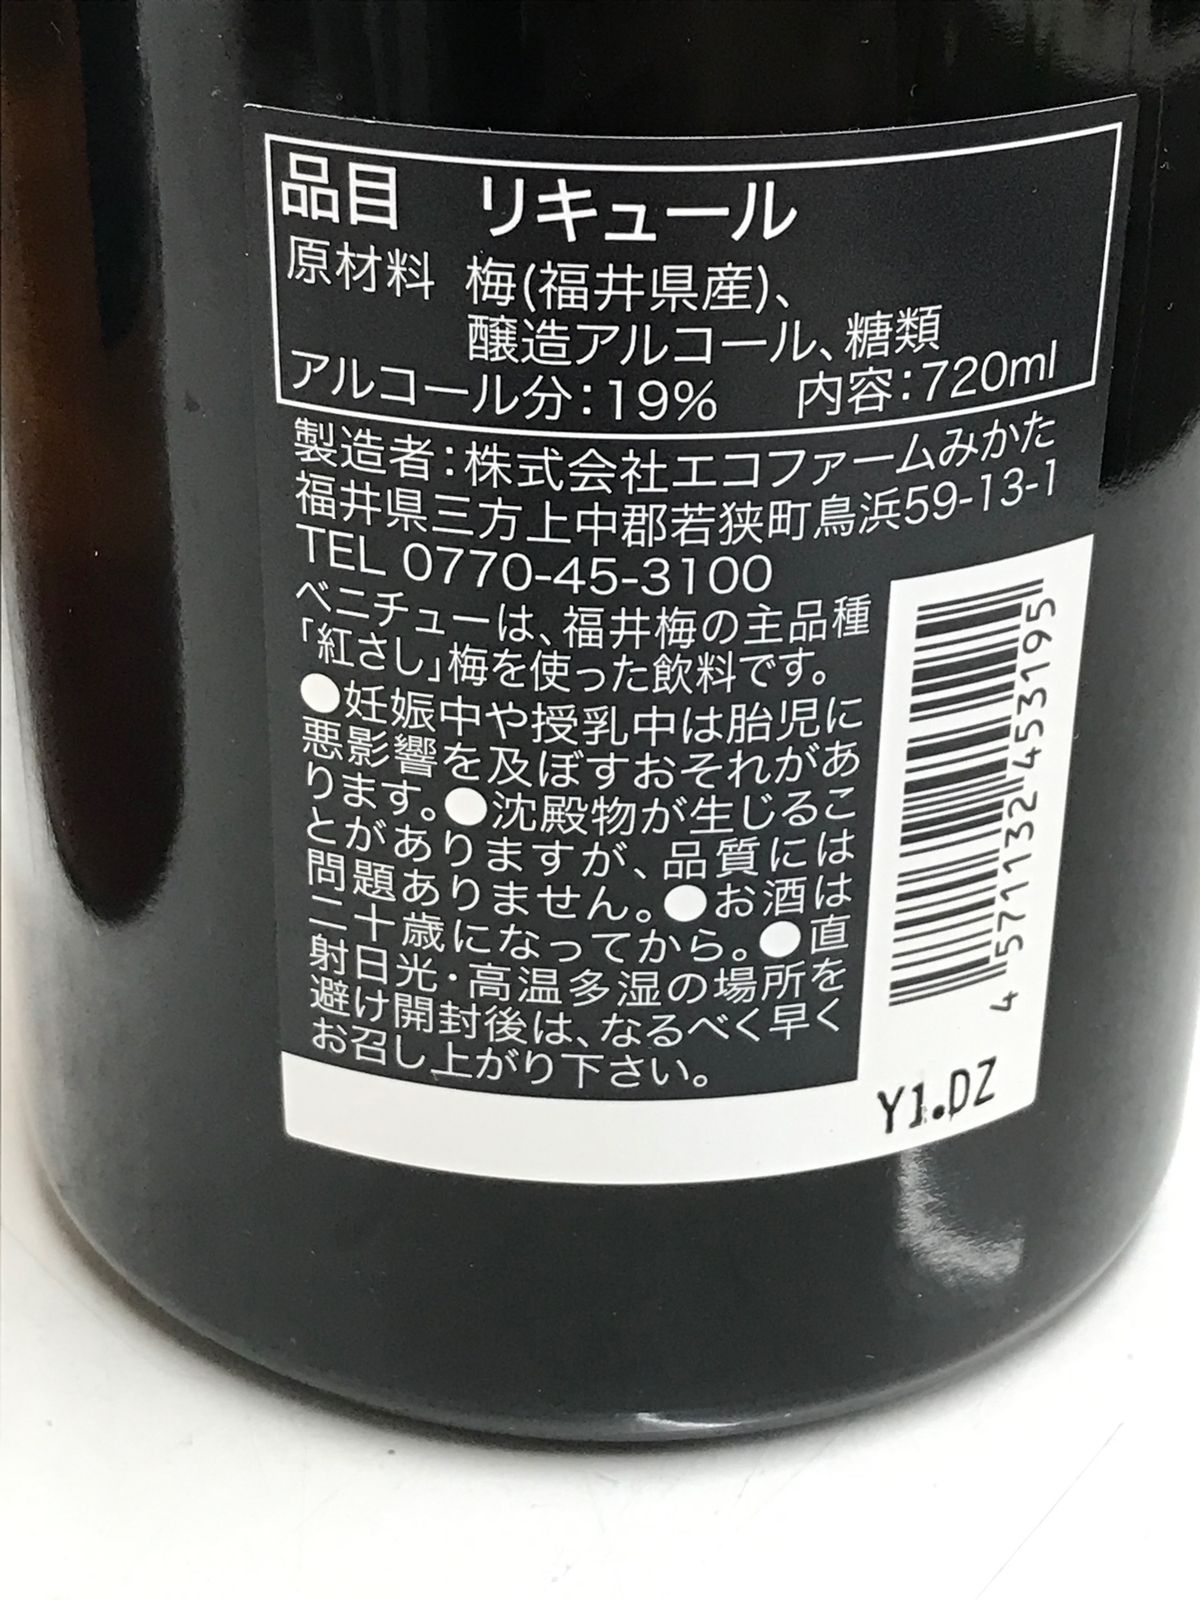 品目 リキュール
原材料 梅(福井県産)、
醸造アルコール、糖類
アルコール分:19% 内容:720ml
製造者:株式会社エコファームみかた
福井県三方上中郡若狭町鳥浜59-13-1
TEL 0770-45-3100
ベニチューは、福井梅の主品種
「紅さし」梅を使った飲料です。
●妊娠中や授乳中は胎児に
悪影響を及ぼすおそれがあ
ります。●沈殿物が生じるこ
とがありますが、品質には
問題ありません。●お酒は
二十歳になってから。●直
射日光・高温多湿の場所を
避け開封後は、なるべく早く
お召し上がり下さい。
4571132453195
Y1.DZ